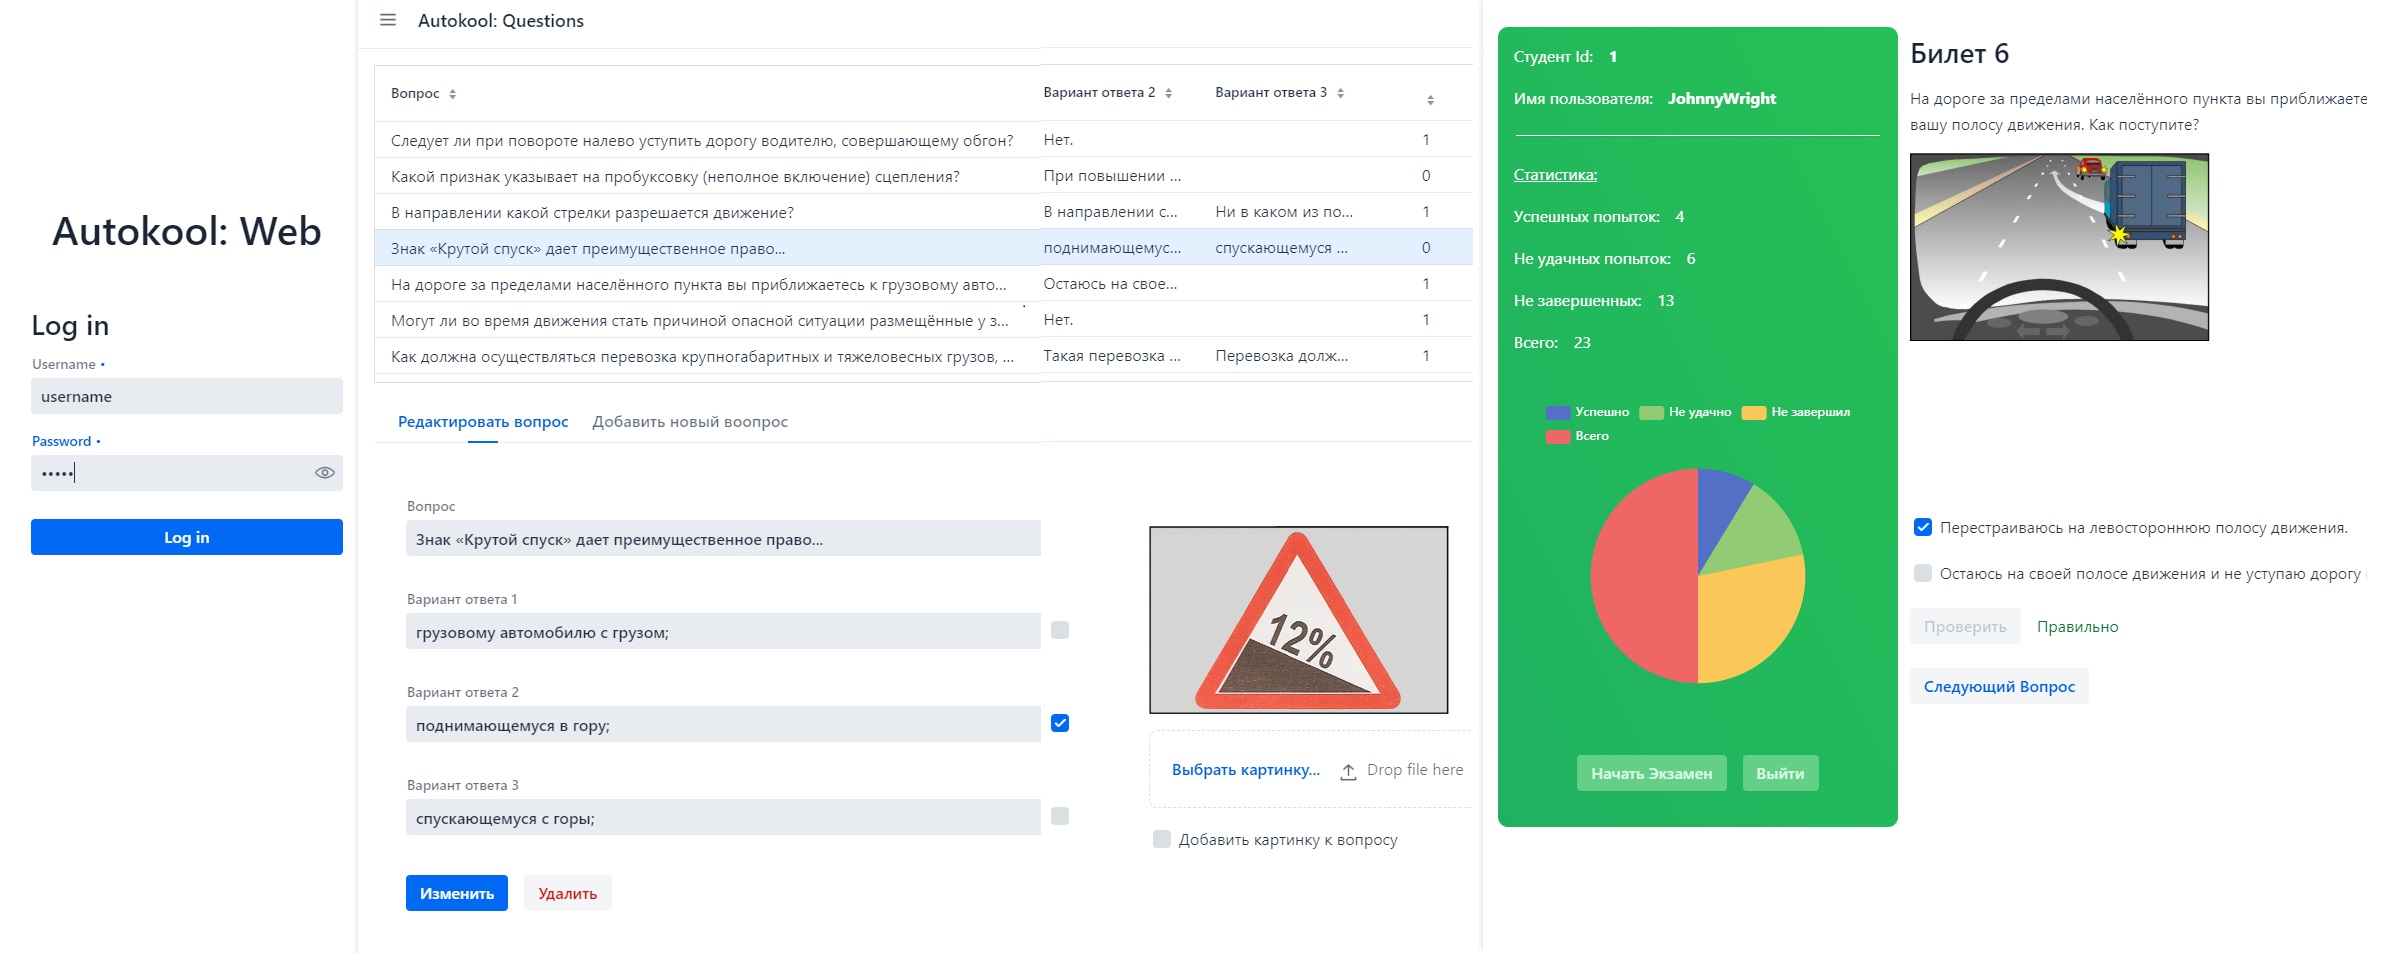 Autokool: Web
Log in
Username •
username
Password •
•••••
Log in
Autokool: Questions
Вопрос Вариант ответа 2 Вариант ответа 3
Следует ли при повороте налево уступить дорогу водителю, совершающему обгон? Нет. 1
Какой признак указывает на пробуксовку (неполное включение) сцепления? При повышении ... 0
В направлении какой стрелки разрешается движение? В направлении с... Ни в каком из по... 1
Знак «Крутой спуск» дает преимущественное право... поднимающемус... спускающемуся ... 0
На дороге за пределами населённого пункта вы приближаетесь к грузовому авто... Остаюсь на свое... 1
Могут ли во время движения стать причиной опасной ситуации размещённые у з... Нет. 1
Как должна осуществляться перевозка крупногабаритных и тяжеловесных грузов, ... Такая перевозка ... Перевозка долж... 1
Редактировать вопрос Добавить новый воопрос
Вопрос
Знак «Крутой спуск» дает преимущественное право...
Вариант ответа 1
грузовому автомобилю с грузом;
Вариант ответа 2
поднимающемуся в гору;
Вариант ответа 3
спускающемуся с горы;
Изменить Удалить
12%
Выбрать картинку... Drop file here
Добавить картинку к вопросу
Студент Id: 1
Имя пользователя: JohnnyWright
Статистика:
Успешных попыток: 4
Не удачных попыток: 6
Не завершенных: 13
Всего: 23
Успешно Не удачно Не завершил
Всего
Начать Экзамен Выйти
Билет 6
На дороге за пределами населённого пункта вы приближаете
вашу полосу движения. Как поступите?
Перестраиваюсь на левостороннюю полосу движения.
Остаюсь на своей полосе движения и не уступаю дорогу
Проверить Правильно
Следующий Вопрос